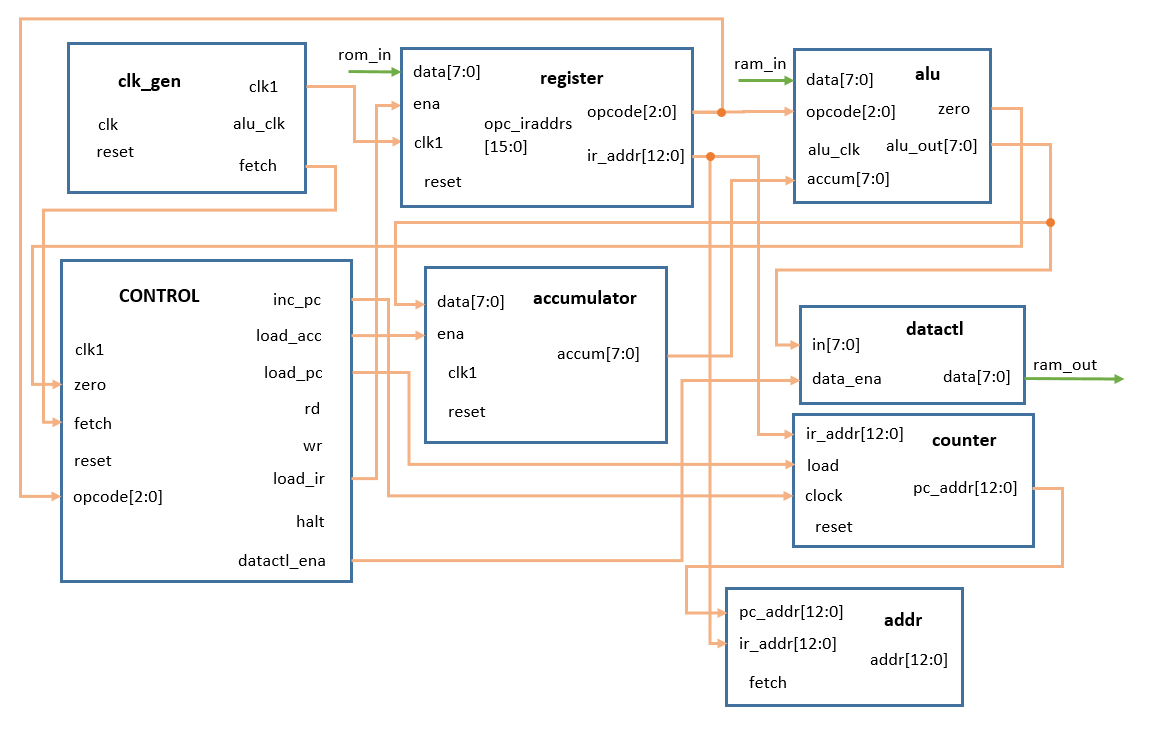 clk_gen
clk
reset
clk1
alu_clk
fetch
rom_in
data[7:0]
ena
clk1
reset
register
opc_iraddrs
[15:0]
opcode[2:0]
ir_addr[12:0]
ram_in
data[7:0]
opcode[2:0]
alu_clk
accum[7:0]
alu
zero
alu_out[7:0]
CONTROL
clk1
zero
fetch
reset
opcode[2:0]
inc_pc
load_acc
load_pc
rd
wr
load_ir
halt
datactl_ena
data[7:0]
ena
clk1
reset
accumulator
accum[7:0]
datactl
in[7:0]
data_ena
data[7:0]
ram_out
ir_addr[12:0]
load
clock
reset
counter
pc_addr[12:0]
pc_addr[12:0]
ir_addr[12:0]
fetch
addr
addr[12:0]